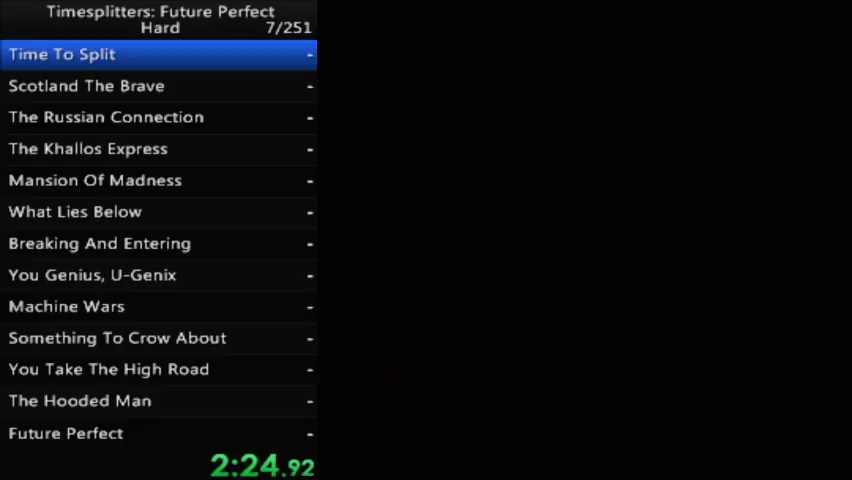 Timesplitters: Future Perfect
Hard 7/251
Time To Split -
Scotland The Brave -
The Russian Connection -
The Khallos Express -
Mansion Of Madness -
What Lies Below -
Breaking And Entering -
You Genius, U-Genix -
Machine Wars -
Something To Crow About -
You Take The High Road -
The Hooded Man -
Future Perfect -
2:24.92